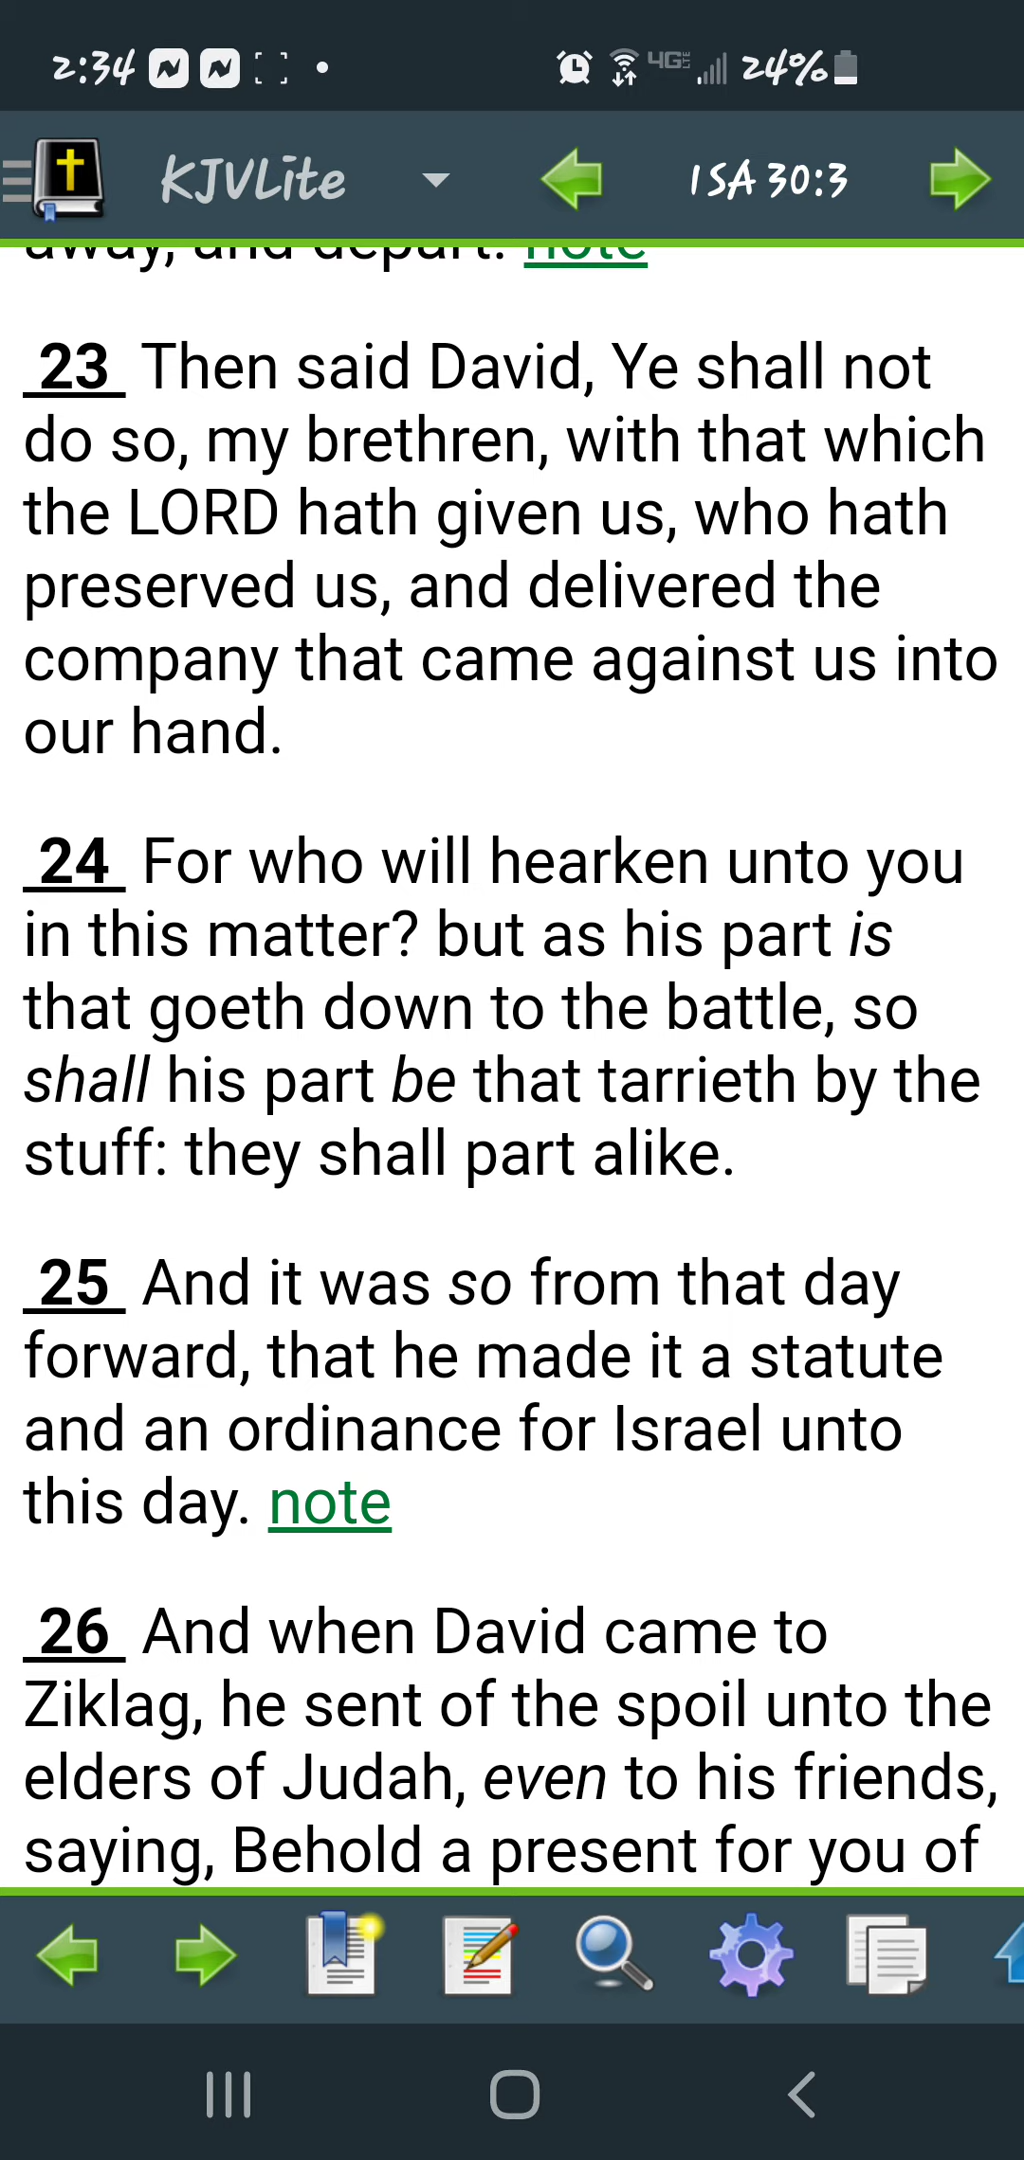 2:34 4G LTE 24%
KJVLite 1SA 30:3
away, and depart. note
23 Then said David, Ye shall not
do so, my brethren, with that which
the LORD hath given us, who hath
preserved us, and delivered the
company that came against us into
our hand.
24 For who will hearken unto you
in this matter? but as his part is
that goeth down to the battle, so
shall his part be that tarrieth by the
stuff: they shall part alike.
25 And it was so from that day
forward, that he made it a statute
and an ordinance for Israel unto
this day. note
26 And when David came to
Ziklag, he sent of the spoil unto the
elders of Judah, even to his friends,
saying, Behold a present for you of